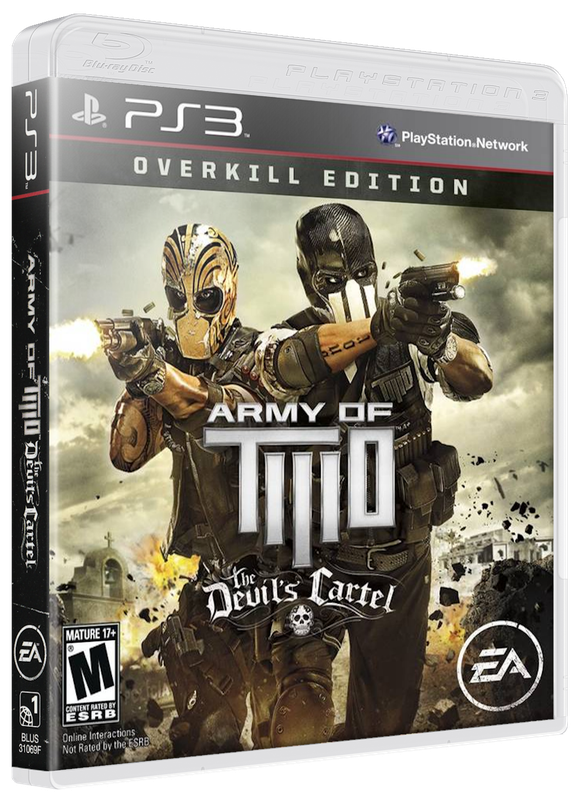 Blu-ray Disc
PLAYSTATION 3
PS3
PlayStation®Network
OVERKILL EDITION
ARMY OF
TWO
The
Devil's Cartel
MATURE 17+
M
CONTENT RATED BY
ESRB
Online Interactions
Not Rated by the ESRB
EA
PS3
ARMY OF
TWO
The
Devil's Cartel
EA
1
BLUS
31069F